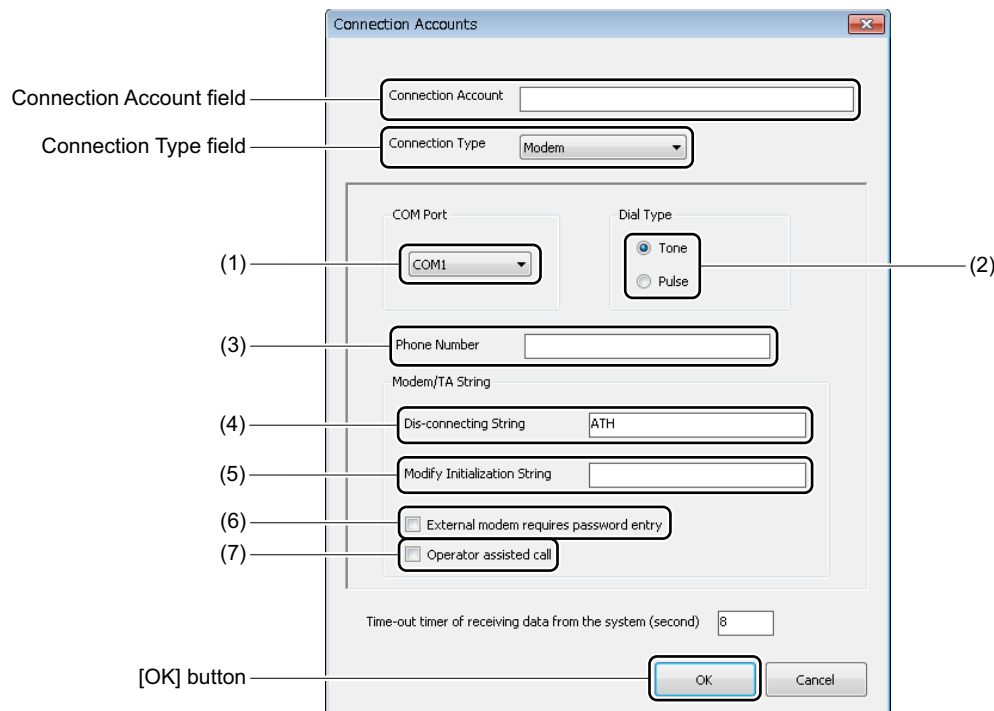 Connection Accounts
Connection Account field
Connection Account
Connection Type field
Connection Type
Modem
COM Port
Dial Type
(1)
COM1
Tone
Pulse
(2)
(3)
Phone Number
Modem/TA String
(4)
Dis-connecting String
ATH
(5)
Modify Initialization String
(6)
External modem requires password entry
(7)
Operator assisted call
Time-out timer of receiving data from the system (second)
8
[OK] button
OK
Cancel